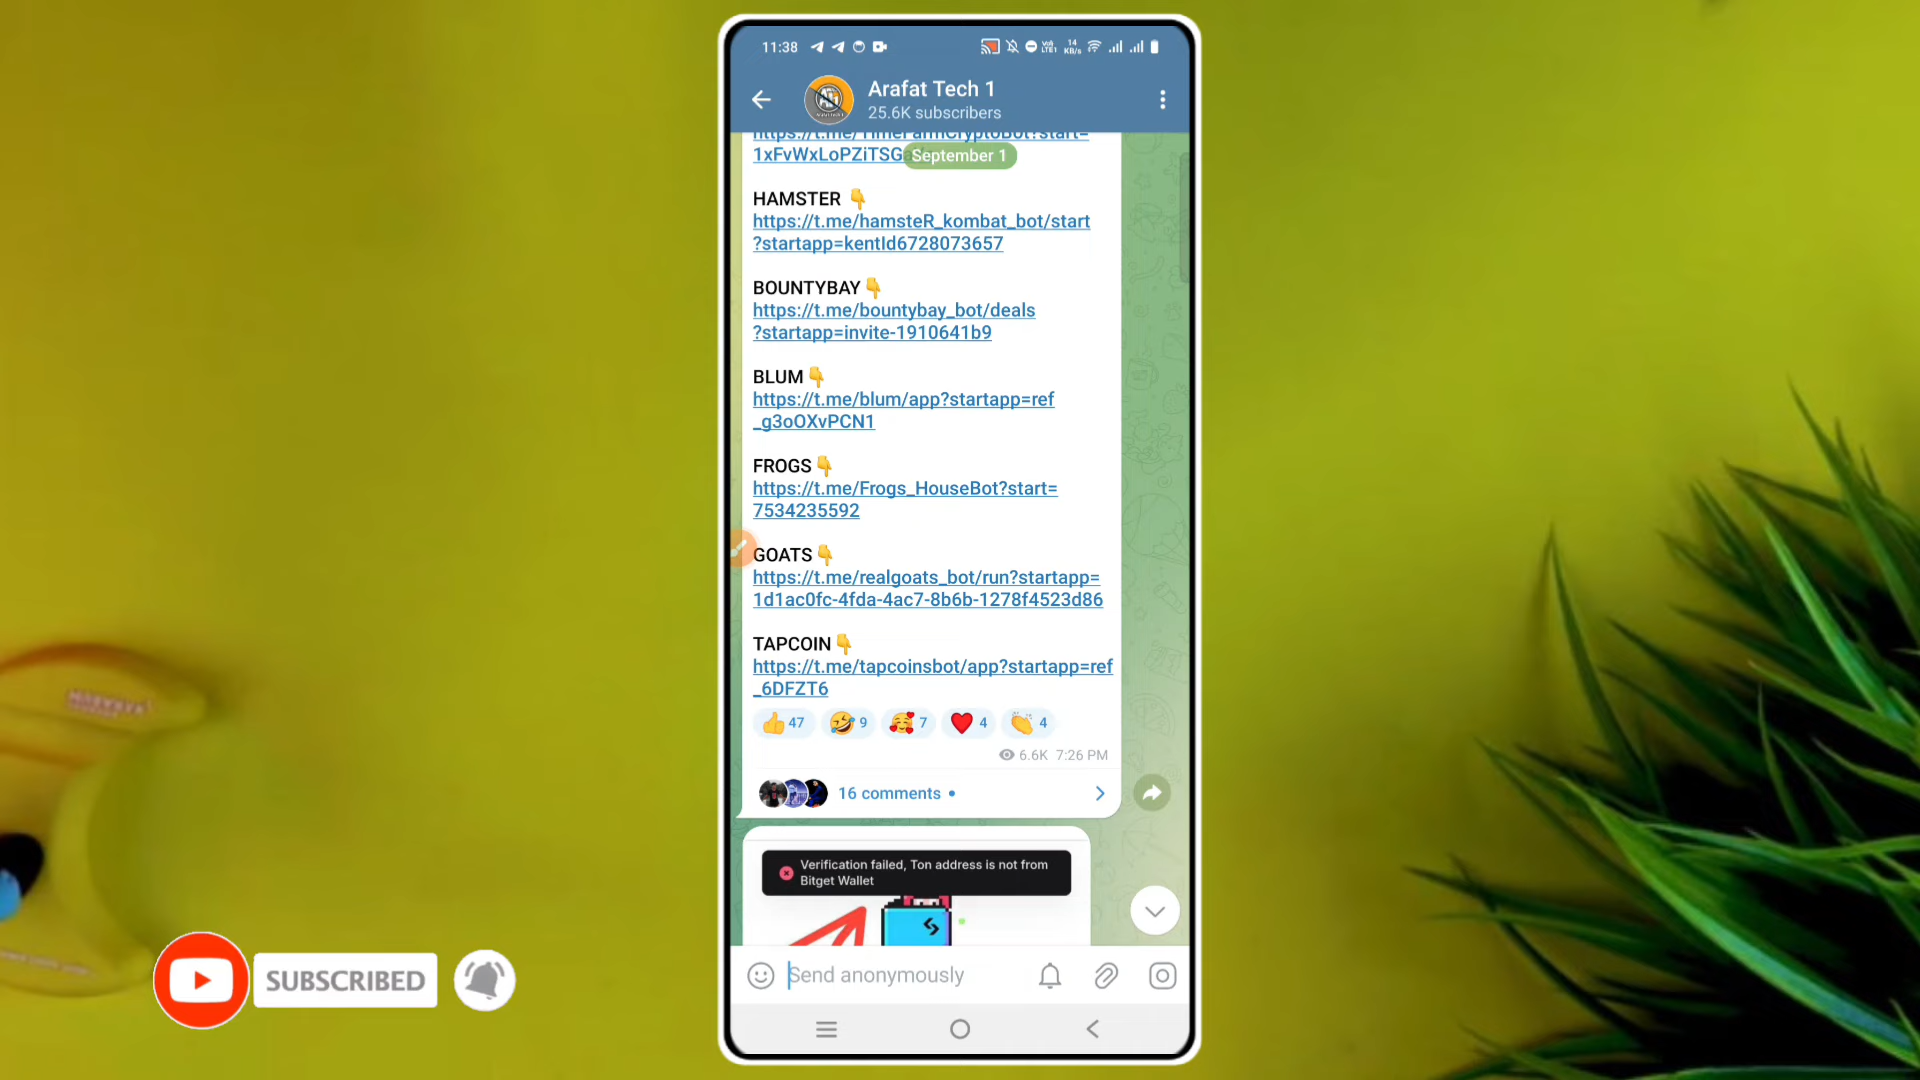 11:38
14
KB/s
Arafat Tech 1
25.6K subscribers
https://t.me/TimeFarmCryptoBot?start=
1xFvWxLoPZiTSG
September 1
HAMSTER 👇
https://t.me/hamsteR_kombat_bot/start
?startapp=kentId6728073657
BOUNTYBAY👇
https://t.me/bountybay_bot/deals
?startapp=invite-1910641b9
BLUM👇
https://t.me/blum/app?startapp=ref
_g3oOXvPCN1
FROGS👇
https://t.me/Frogs_HouseBot?start=
7534235592
GOATS👇
https://t.me/realgoats_bot/run?startapp=
1d1ac0fc-4fda-4ac7-8b6b-1278f4523d86
TAPCOIN👇
https://t.me/tapcoinsbot/app?startapp=ref
_6DFZT6
👍 47 🤣 9 🥰 7 ❤️ 4 👏 4
6.6K 7:26 PM
16 comments
Verification failed, Ton address is not from
Bitget Wallet
Send anonymously
SUBSCRIBED